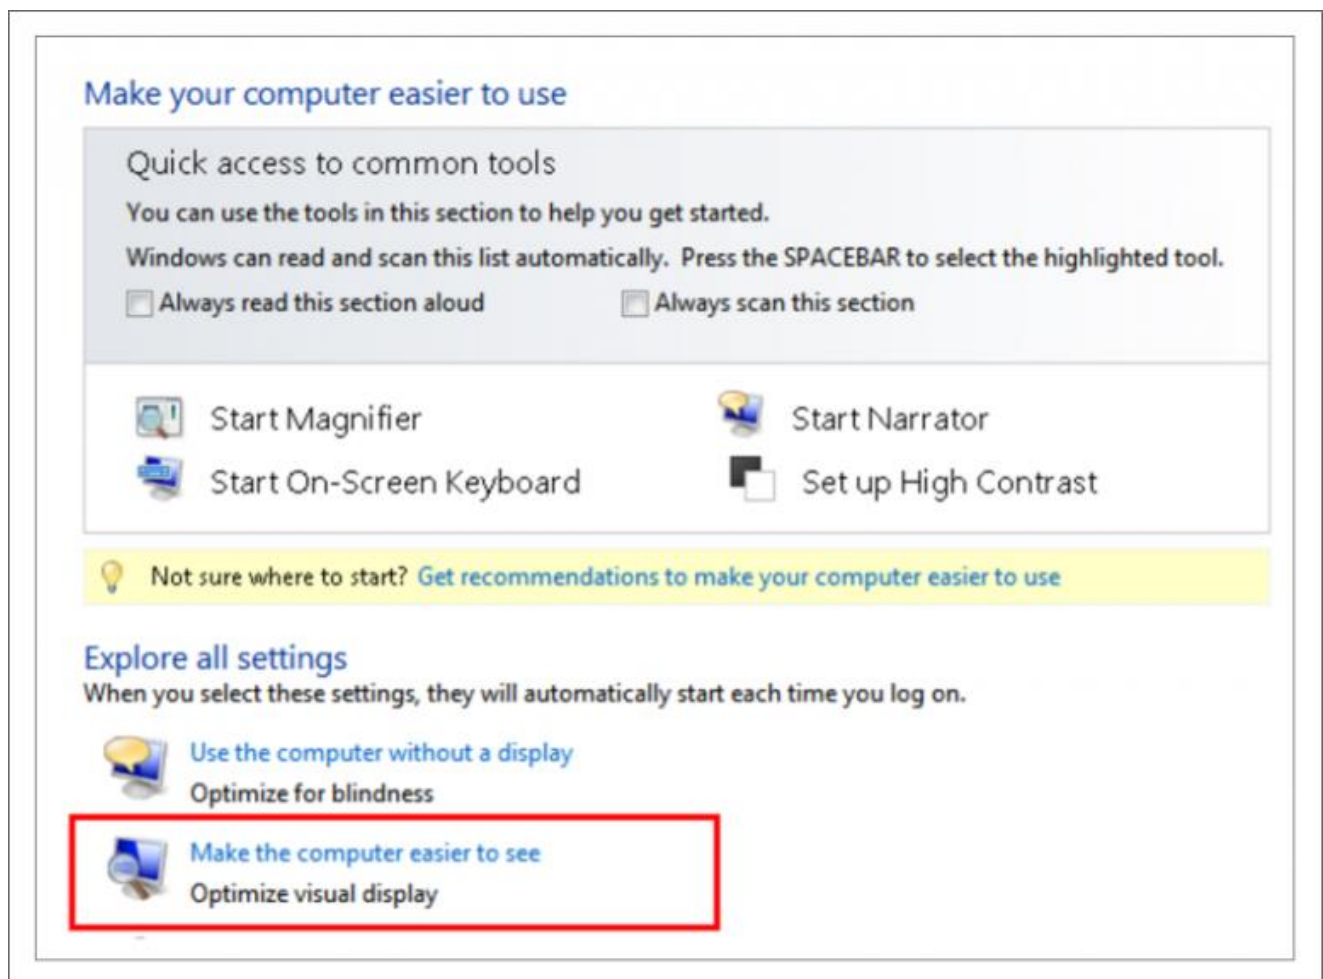 Make your computer easier to use
Quick access to common tools
You can use the tools in this section to help you get started.
Windows can read and scan this list automatically.  Press the SPACEBAR to select the highlighted tool.
Always read this section aloud
Always scan this section
Start Magnifier
Start Narrator
Start On-Screen Keyboard
Set up High Contrast
Not sure where to start? Get recommendations to make your computer easier to use
Explore all settings
When you select these settings, they will automatically start each time you log on.
Use the computer without a display
Optimize for blindness
Make the computer easier to see
Optimize visual display